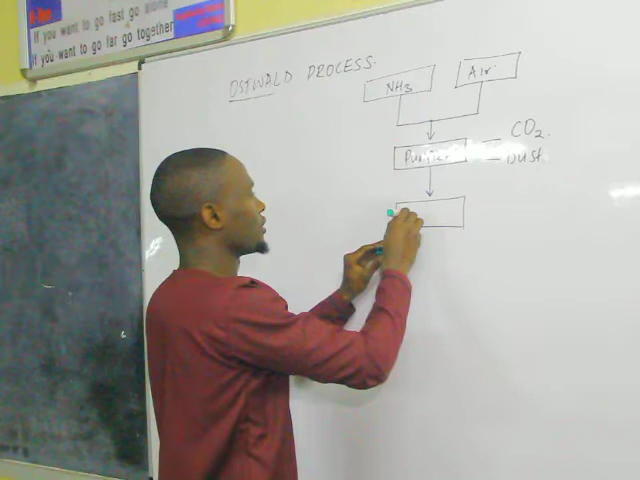 If you want to go fast go alone
If you want to go far go together
OSTWALD PROCESS.
NH3
Air.
Purifier
CO2.
Dust.